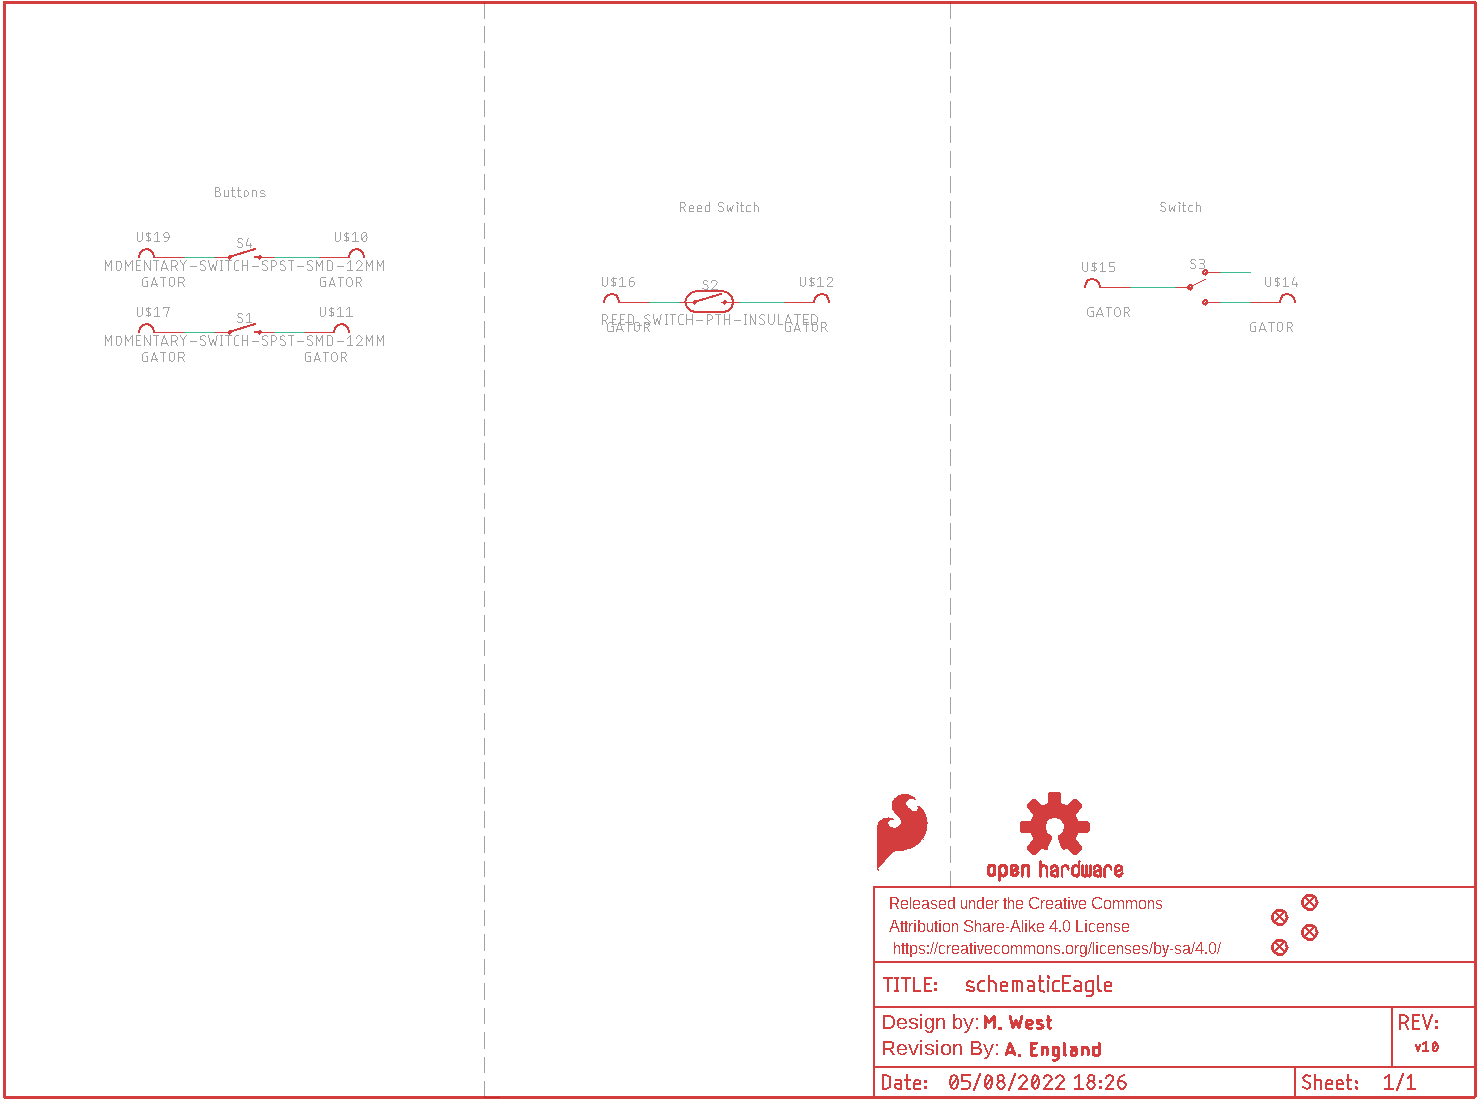 Buttons
U$19
S4
U$10
MOMENTARY-SWITCH-SPST-SMD-12MM
GATOR
GATOR
U$17
S1
U$11
MOMENTARY-SWITCH-SPST-SMD-12MM
GATOR
GATOR
Reed Switch
U$16
S2
U$12
REED_SWITCH-PTH-INSULATED
GATOR
GATOR
Switch
U$15
S3
U$14
GATOR
GATOR
open hardware
Released under the Creative Commons
Attribution Share-Alike 4.0 License
https://creativecommons.org/licenses/by-sa/4.0/
TITLE: schematicEagle
Design by: M. West
REV:
Revision By: A. England
v10
Date: 05/08/2022 18:26
Sheet: 1/1